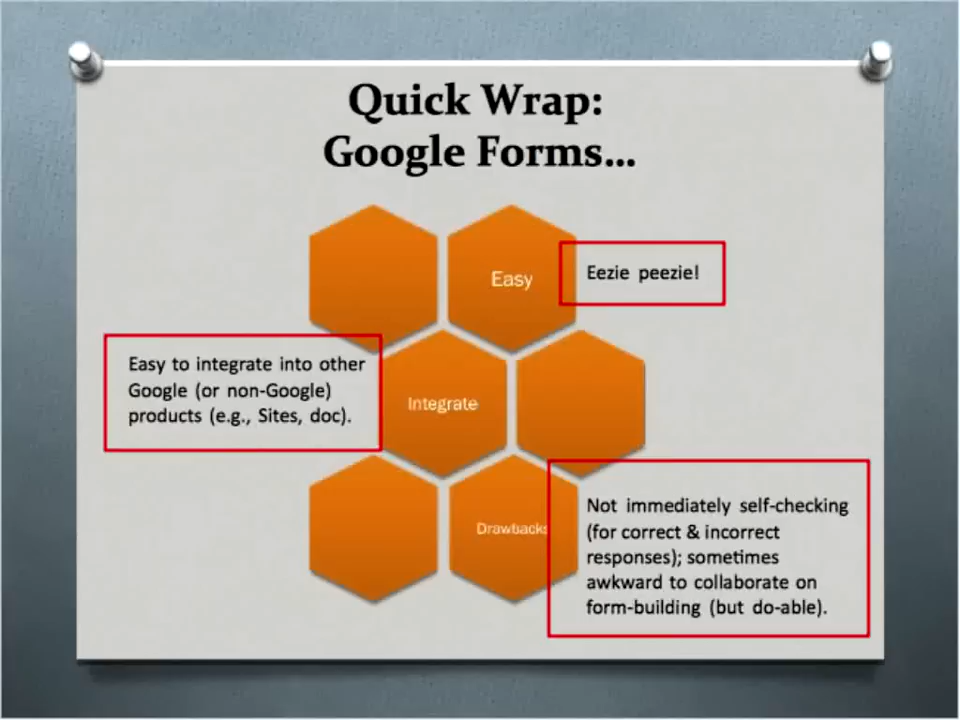 Quick Wrap:
Google Forms...
Easy
Eezie peezie!
Easy to integrate into other
Google (or non-Google)
products (e.g., Sites, doc).
Integrate
Drawbacks
Not immediately self-checking
(for correct & incorrect
responses); sometimes
awkward to collaborate on
form-building (but do-able).